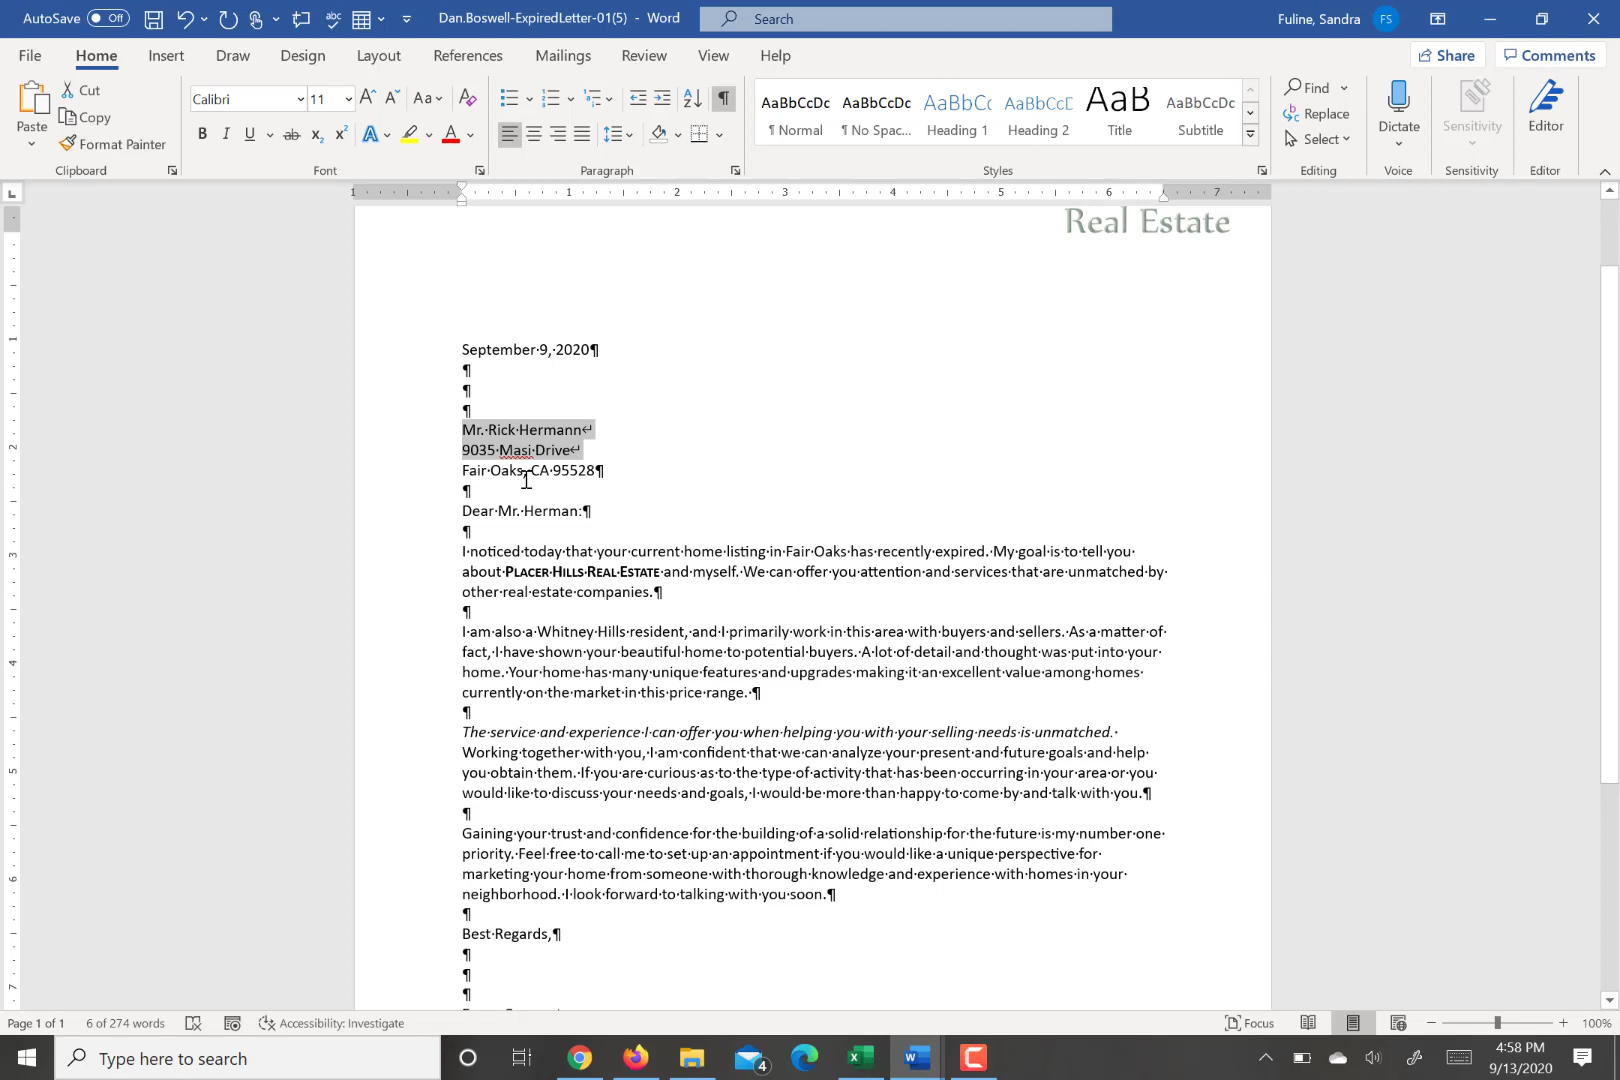 AutoSave Off Dan.Boswell-ExpiredLetter-01(5) - Word Search Fuline, Sandra FS
File Home Insert Draw Design Layout References Mailings Review View Help Share Comments
Paste Cut Copy Format Painter
Clipboard
Calibri 11
Font
Paragraph
AaBbCcDc AaBbCcDc AaBbCc AaBbCcD AaB AaBbCcDc
¶ Normal ¶ No Spac... Heading 1 Heading 2 Title Subtitle
Styles
Find
Replace
Select
Editing
Dictate
Voice
Sensitivity
Sensitivity
Editor
Editor
1 1 2 3 4 5 6 7
Real Estate
September·9,·2020¶
¶
¶
¶
Mr.·Rick·Hermann↵
9035·Masi·Drive↵
Fair·Oaks,·CA·95528¶
¶
Dear·Mr.·Herman:¶
¶
I·noticed·today·that·your·current·home·listing·in·Fair·Oaks·has·recently·expired.·My·goal·is·to·tell·you·
about·PLACER·HILLS·REAL·ESTATE·and·myself.·We·can·offer·you·attention·and·services·that·are·unmatched·by·
other·real·estate·companies.¶
¶
I·am·also·a·Whitney·Hills·resident,·and·I·primarily·work·in·this·area·with·buyers·and·sellers.·As·a·matter·of·
fact,·I·have·shown·your·beautiful·home·to·potential·buyers.·A·lot·of·detail·and·thought·was·put·into·your·
home.·Your·home·has·many·unique·features·and·upgrades·making·it·an·excellent·value·among·homes·
currently·on·the·market·in·this·price·range.·¶
¶
The·service·and·experience·I·can·offer·you·when·helping·you·with·your·selling·needs·is·unmatched.·
Working·together·with·you,·I·am·confident·that·we·can·analyze·your·present·and·future·goals·and·help·
you·obtain·them.·If·you·are·curious·as·to·the·type·of·activity·that·has·been·occurring·in·your·area·or·you·
would·like·to·discuss·your·needs·and·goals,·I·would·be·more·than·happy·to·come·by·and·talk·with·you.¶
¶
Gaining·your·trust·and·confidence·for·the·building·of·a·solid·relationship·for·the·future·is·my·number·one·
priority.·Feel·free·to·call·me·to·set·up·an·appointment·if·you·would·like·a·unique·perspective·for·
marketing·your·home·from·someone·with·thorough·knowledge·and·experience·with·homes·in·your·
neighborhood.·I·look·forward·to·talking·with·you·soon.¶
¶
Best·Regards,¶
¶
¶
¶
Page 1 of 1 6 of 274 words Accessibility: Investigate Focus 100%
Type here to search 4 4:58 PM
9/13/2020